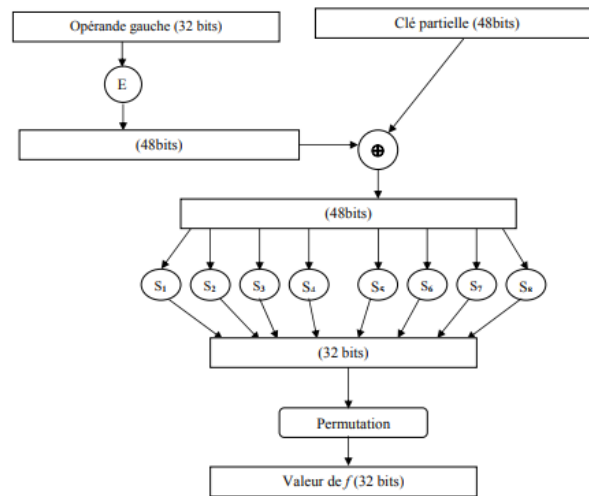 Opérande gauche (32 bits)
Clé partielle (48bits)
E
(48bits)
⊕
(48bits)
S₁ S₂ S₃ S₄ S₅ S₆ S₇ S₈
(32 bits)
Permutation
Valeur de f (32 bits)